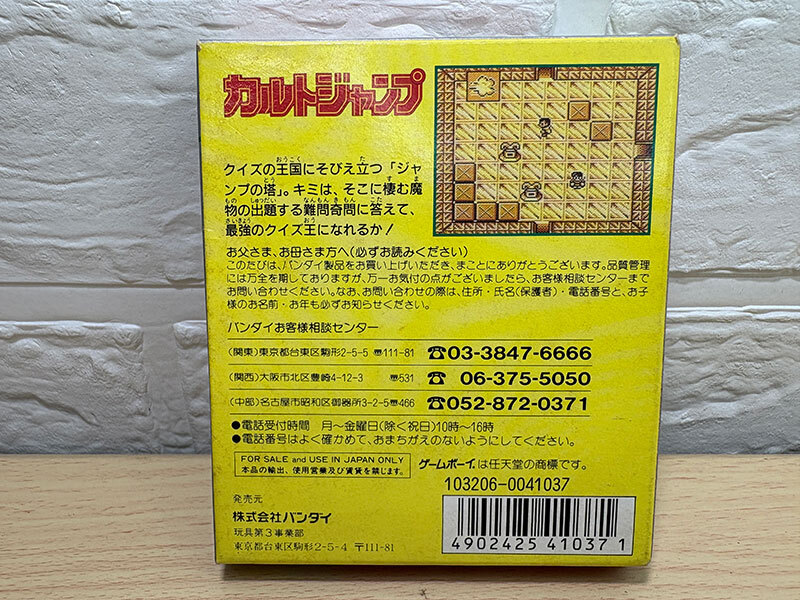 カルトジャンプ
クイズの王国にそびえ立つ「ジャ
ンプの塔」。キミは、そこに棲む魔
物の出題する難問奇問に答えて、
最強のクイズ王になれるか！
お父さま、お母さま方へ(必ずお読みください)
このたびは、バンダイ製品をお買い上げいただき、まことにありがとうございます。品質管理
には万全を期しておりますが、万一お気付の点がございましたら、お客様相談センターまで
お問い合わせください。なお、お問い合わせの際は、住所・氏名(保護者)・電話番号と、お子
様のお名前・お年も必ずお知らせください。
バンダイお客様相談センター
(関東)東京都台東区駒形2-5-5 〒111-81 ☎03-3847-6666
(関西)大阪市北区豊崎4-12-3 〒531 ☎06-375-5050
(中部)名古屋市昭和区御器所3-2-5 〒466 ☎052-872-0371
●電話受付時間 月〜金曜日(除く祝日)10時〜16時
●電話番号はよく確かめて、おまちがえのないようにしてください。
FOR SALE and USE IN JAPAN ONLY
本品の輸出、使用営業及び賃貸を禁じます。
ゲームボーイは任天堂の商標です。
103206-0041037
発売元
株式会社バンダイ
玩具第3事業部
東京都台東区駒形2-5-4 〒111-81
4902425410371